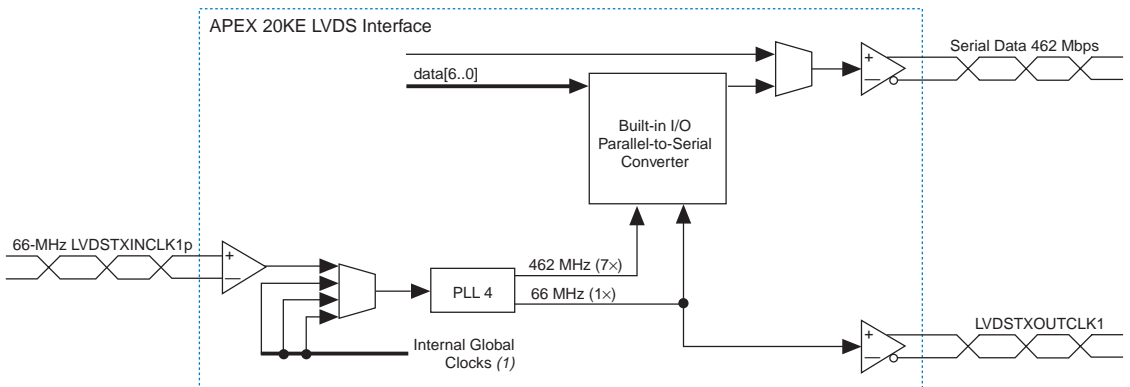 APEX 20KE LVDS Interface
Serial Data 462 Mbps
+
—
data[6..0]
Built-in I/O
Parallel-to-Serial
Converter
66-MHz LVDSTXINCLK1p
+
—
462 MHz (7×)
PLL 4
66 MHz (1×)
Internal Global
Clocks (1)
+
—
LVDSTXOUTCLK1